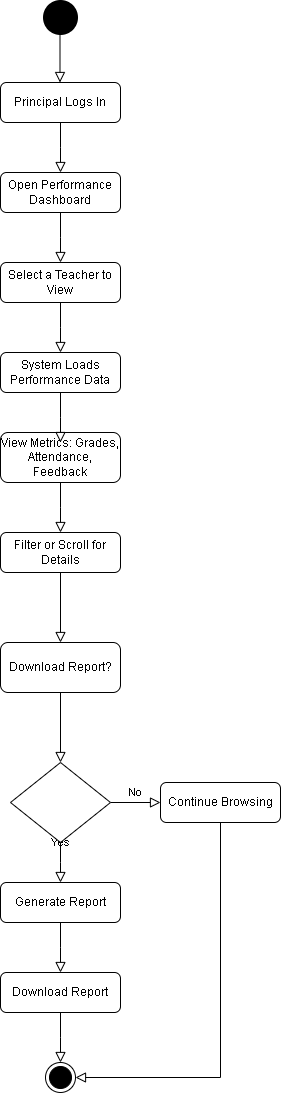 Principal Logs In
Open Performance
Dashboard
Select a Teacher to
View
System Loads
Performance Data
View Metrics: Grades,
Attendance,
Feedback
Filter or Scroll for
Details
Download Report?
No
Continue Browsing
Yes
Generate Report
Download Report